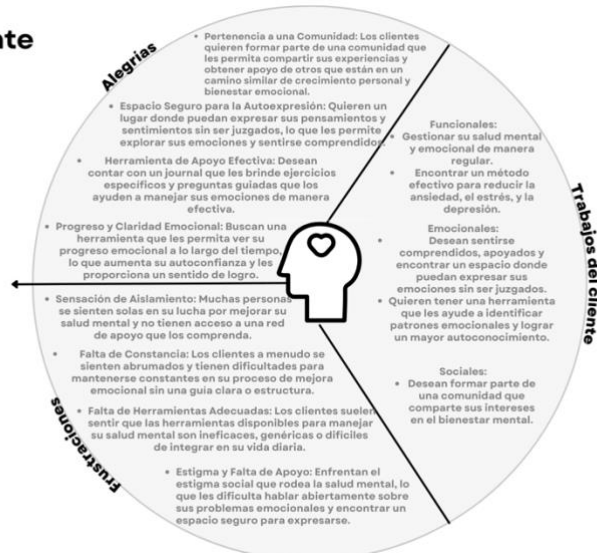 nte
Alegrías
• Pertenencia a una Comunidad: Los clientes
quieren formar parte de una comunidad que
les permita compartir sus experiencias y
obtener apoyo de otros que están en un
camino similar de crecimiento personal y
bienestar emocional.
• Espacio Seguro para la Autoexpresión: Quieren un
lugar donde puedan expresar sus pensamientos y
sentimientos sin ser juzgados, lo que les permite
explorar sus emociones y sentirse comprendidos.
• Herramienta de Apoyo Efectiva: Desean
contar con un journal que les brinde ejercicios
específicos y preguntas guiadas que los
ayuden a manejar sus emociones de manera
efectiva.
• Progreso y Claridad Emocional: Buscan una
herramienta que les permita ver su
progreso emocional a lo largo del tiempo,
lo que aumenta su autoconfianza y les
proporciona un sentido de logro.
Frustraciones
• Sensación de Aislamiento: Muchas personas
se sienten solas en su lucha por mejorar su
salud mental y no tienen acceso a una red
de apoyo que los comprenda.
• Falta de Constancia: Los clientes a menudo se
sienten abrumados y tienen dificultades para
mantenerse constantes en su proceso de mejora
emocional sin una guía clara o estructura.
• Falta de Herramientas Adecuadas: Los clientes suelen
sentir que las herramientas disponibles para manejar
su salud mental son ineficaces, genéricas o difíciles
de integrar en su vida diaria.
• Estigma y Falta de Apoyo: Enfrentan el
estigma social que rodea la salud mental, lo
que les dificulta hablar abiertamente sobre
sus problemas emocionales y encontrar un
espacio seguro para expresarse.
Trabajos del cliente
Funcionales:
• Gestionar su salud mental
y emocional de manera
regular.
• Encontrar un método
efectivo para reducir la
ansiedad, el estrés, y la
depresión.
Emocionales:
• Desean sentirse
comprendidos, apoyados y
encontrar un espacio donde
puedan expresar sus
emociones sin ser juzgados.
• Quieren tener una herramienta
que les ayude a identificar
patrones emocionales y lograr
un mayor autoconocimiento.
Sociales:
• Desean formar parte de
una comunidad que
comparte sus intereses
en el bienestar mental.